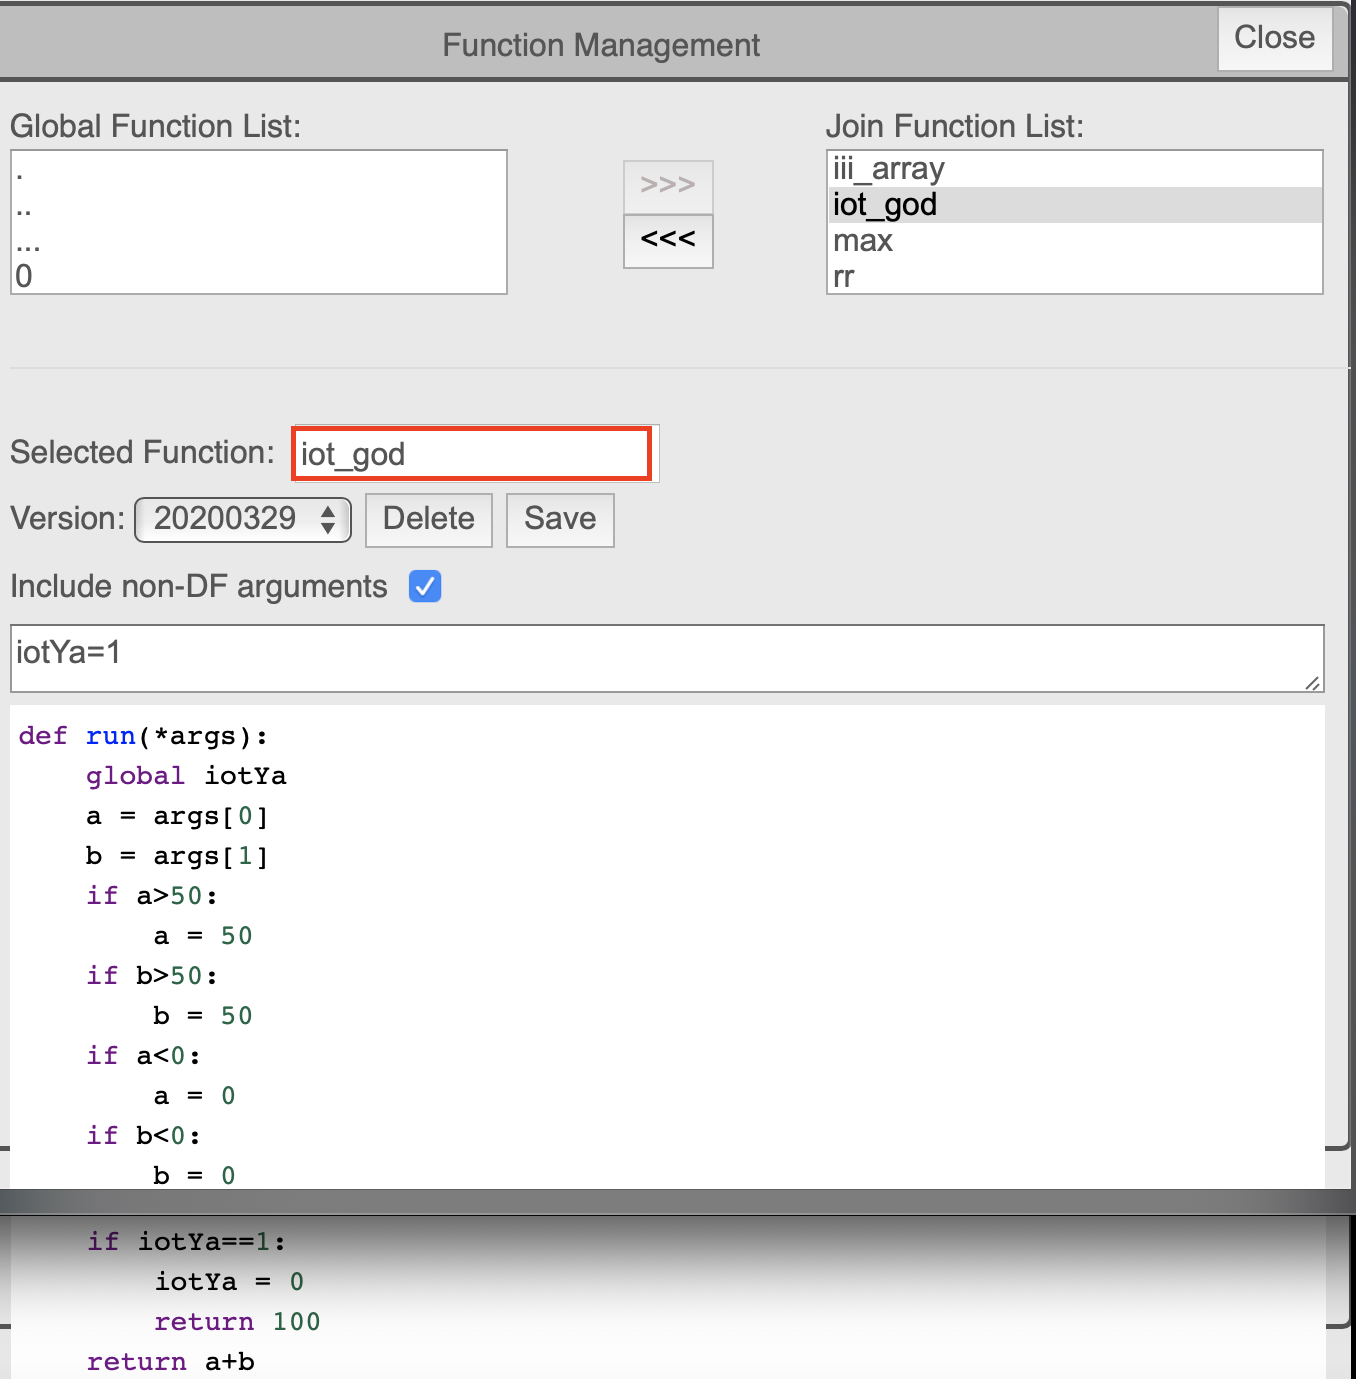 Function Management
Close
Global Function List:
.
..
...
0
>>>
<<<
Join Function List:
iii_array
iot_god
max
rr
Selected Function: iot_god
Version: 20200329 Delete Save
Include non-DF arguments
iotYa=1
def run(*args):
    global iotYa
    a = args[0]
    b = args[1]
    if a>50:
        a = 50
    if b>50:
        b = 50
    if a<0:
        a = 0
    if b<0:
        b = 0
    if iotYa==1:
        iotYa = 0
        return 100
    return a+b